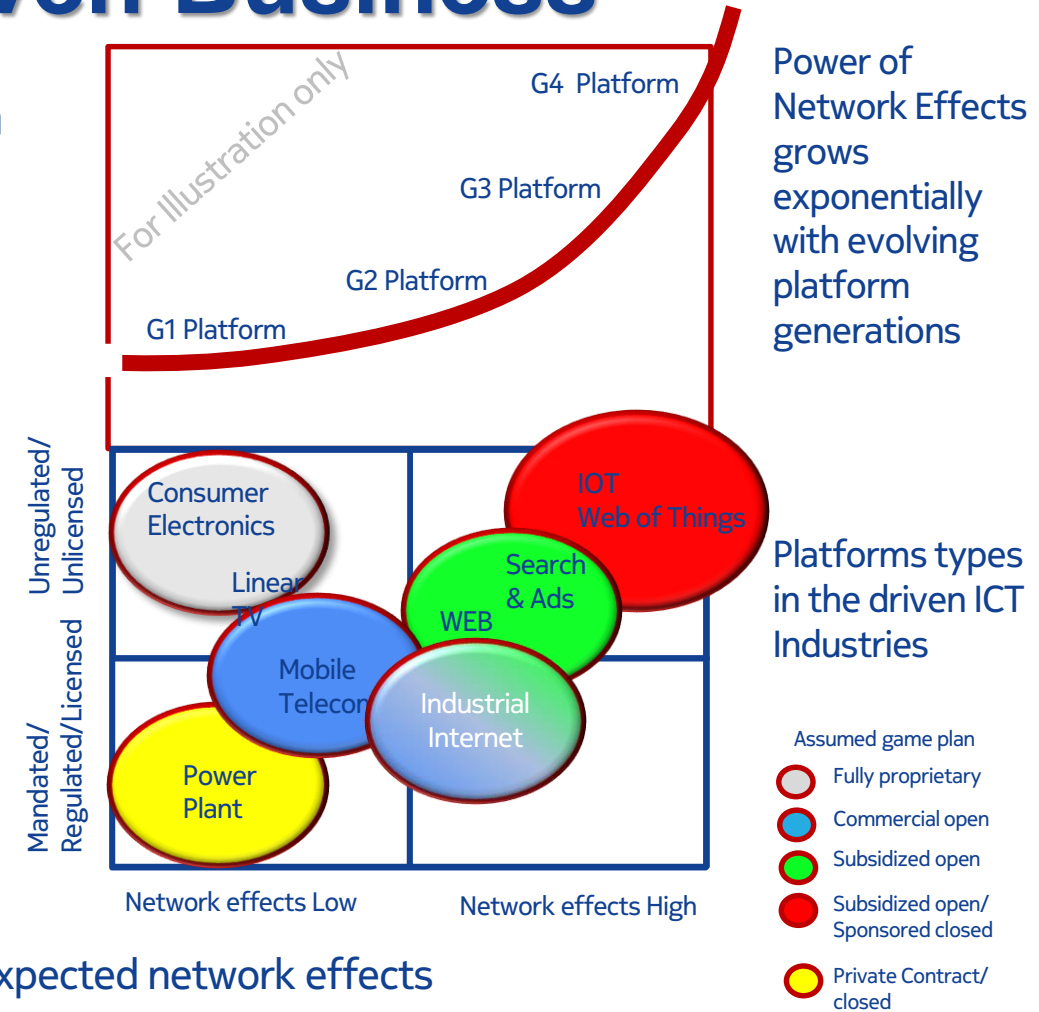 Business
For Illustration only
G4 Platform
G3 Platform
G2 Platform
G1 Platform
Power of
Network Effects
grows
exponentially
with evolving
platform
generations
Unregulated/
Unlicensed
Mandated/
Regulated/Licensed
Consumer
Electronics
Linear
TV
Mobile
Telecom
Power
Plant
IOT
Web of Things
Search
& Ads
WEB
Industrial
Internet
Platforms types
in the driven ICT
Industries
Assumed game plan
Fully proprietary
Commercial open
Subsidized open
Subsidized open/
Sponsored closed
Private Contract/
closed
Network effects Low
Network effects High
xpected network effects